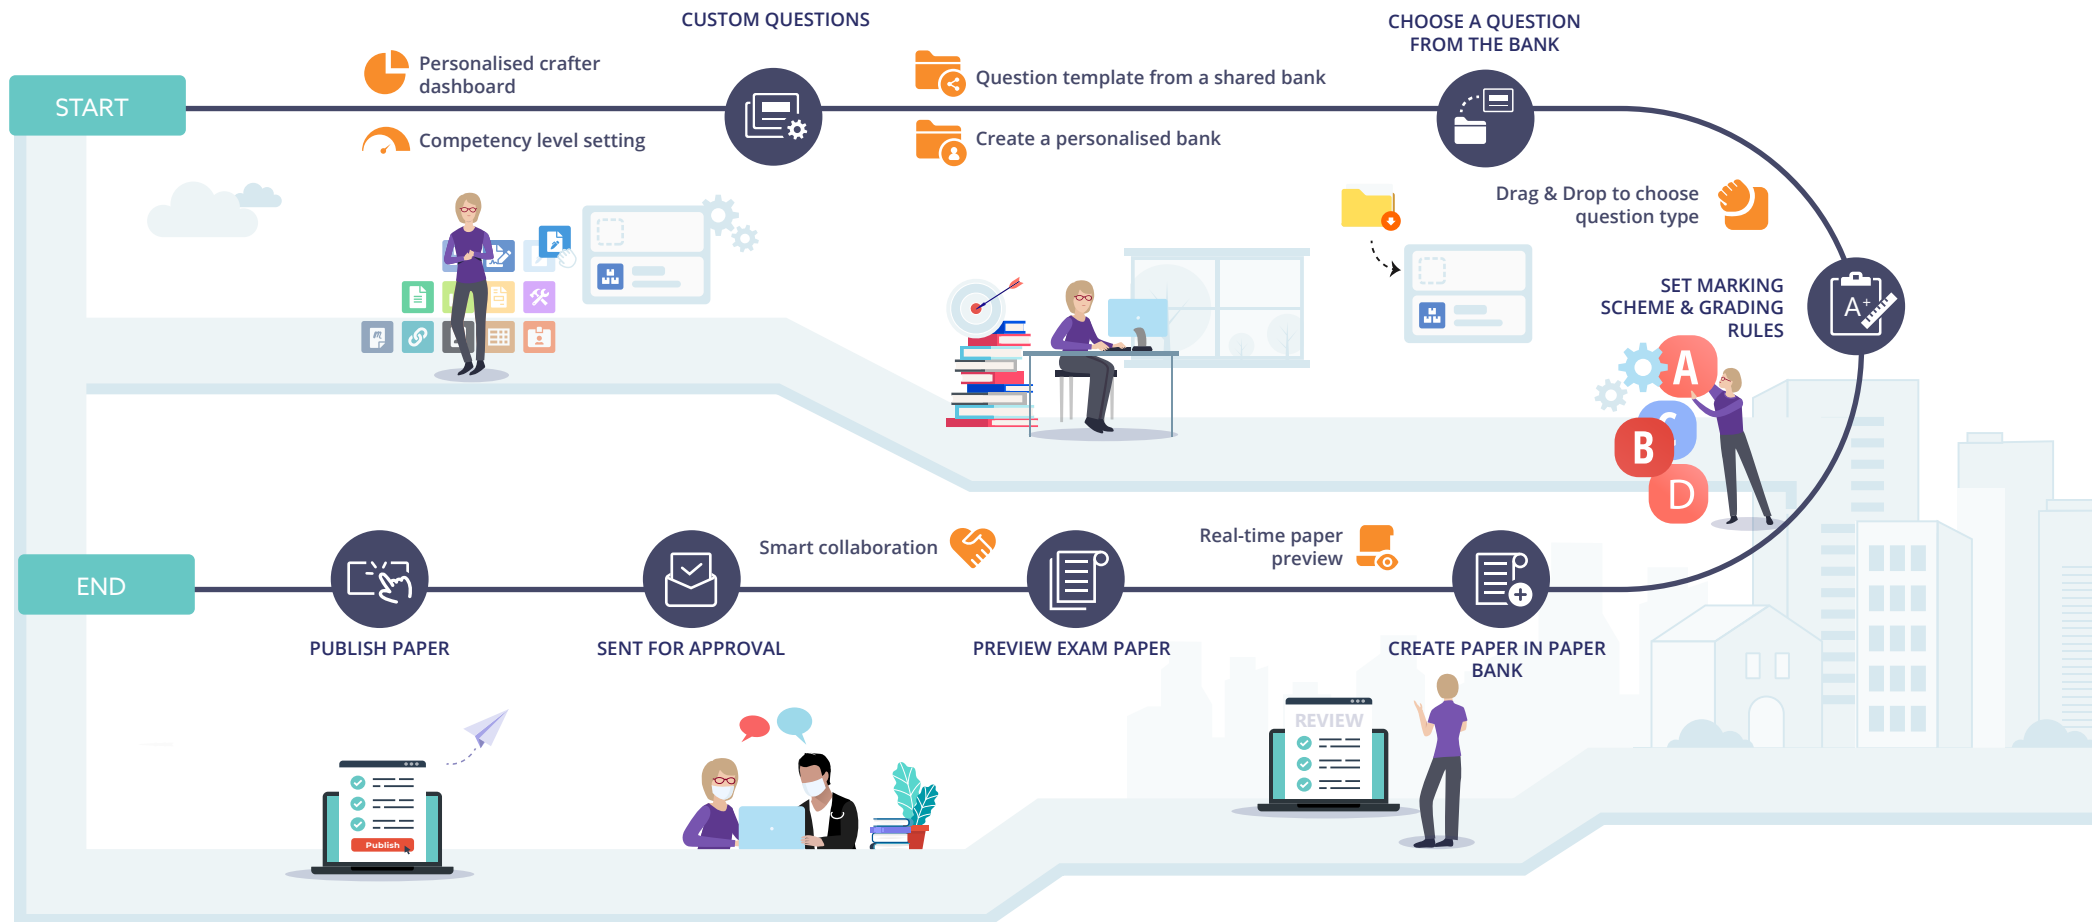 CUSTOM QUESTIONS
CHOOSE A QUESTION
FROM THE BANK
START
Personalised crafter
dashboard
Competency level setting
Question template from a shared bank
Create a personalised bank
Drag & Drop to choose
question type
SET MARKING
SCHEME & GRADING
RULES
A+
A
C
B
D
Real-time paper
preview
Smart collaboration
END
CREATE PAPER IN PAPER
BANK
PREVIEW EXAM PAPER
SENT FOR APPROVAL
PUBLISH PAPER
REVIEW
Publish